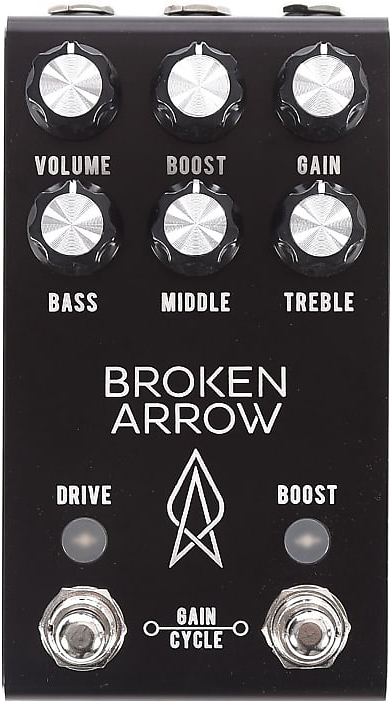 VOLUME BOOST GAIN
BASS MIDDLE TREBLE
BROKEN
ARROW
DRIVE BOOST
GAIN
CYCLE